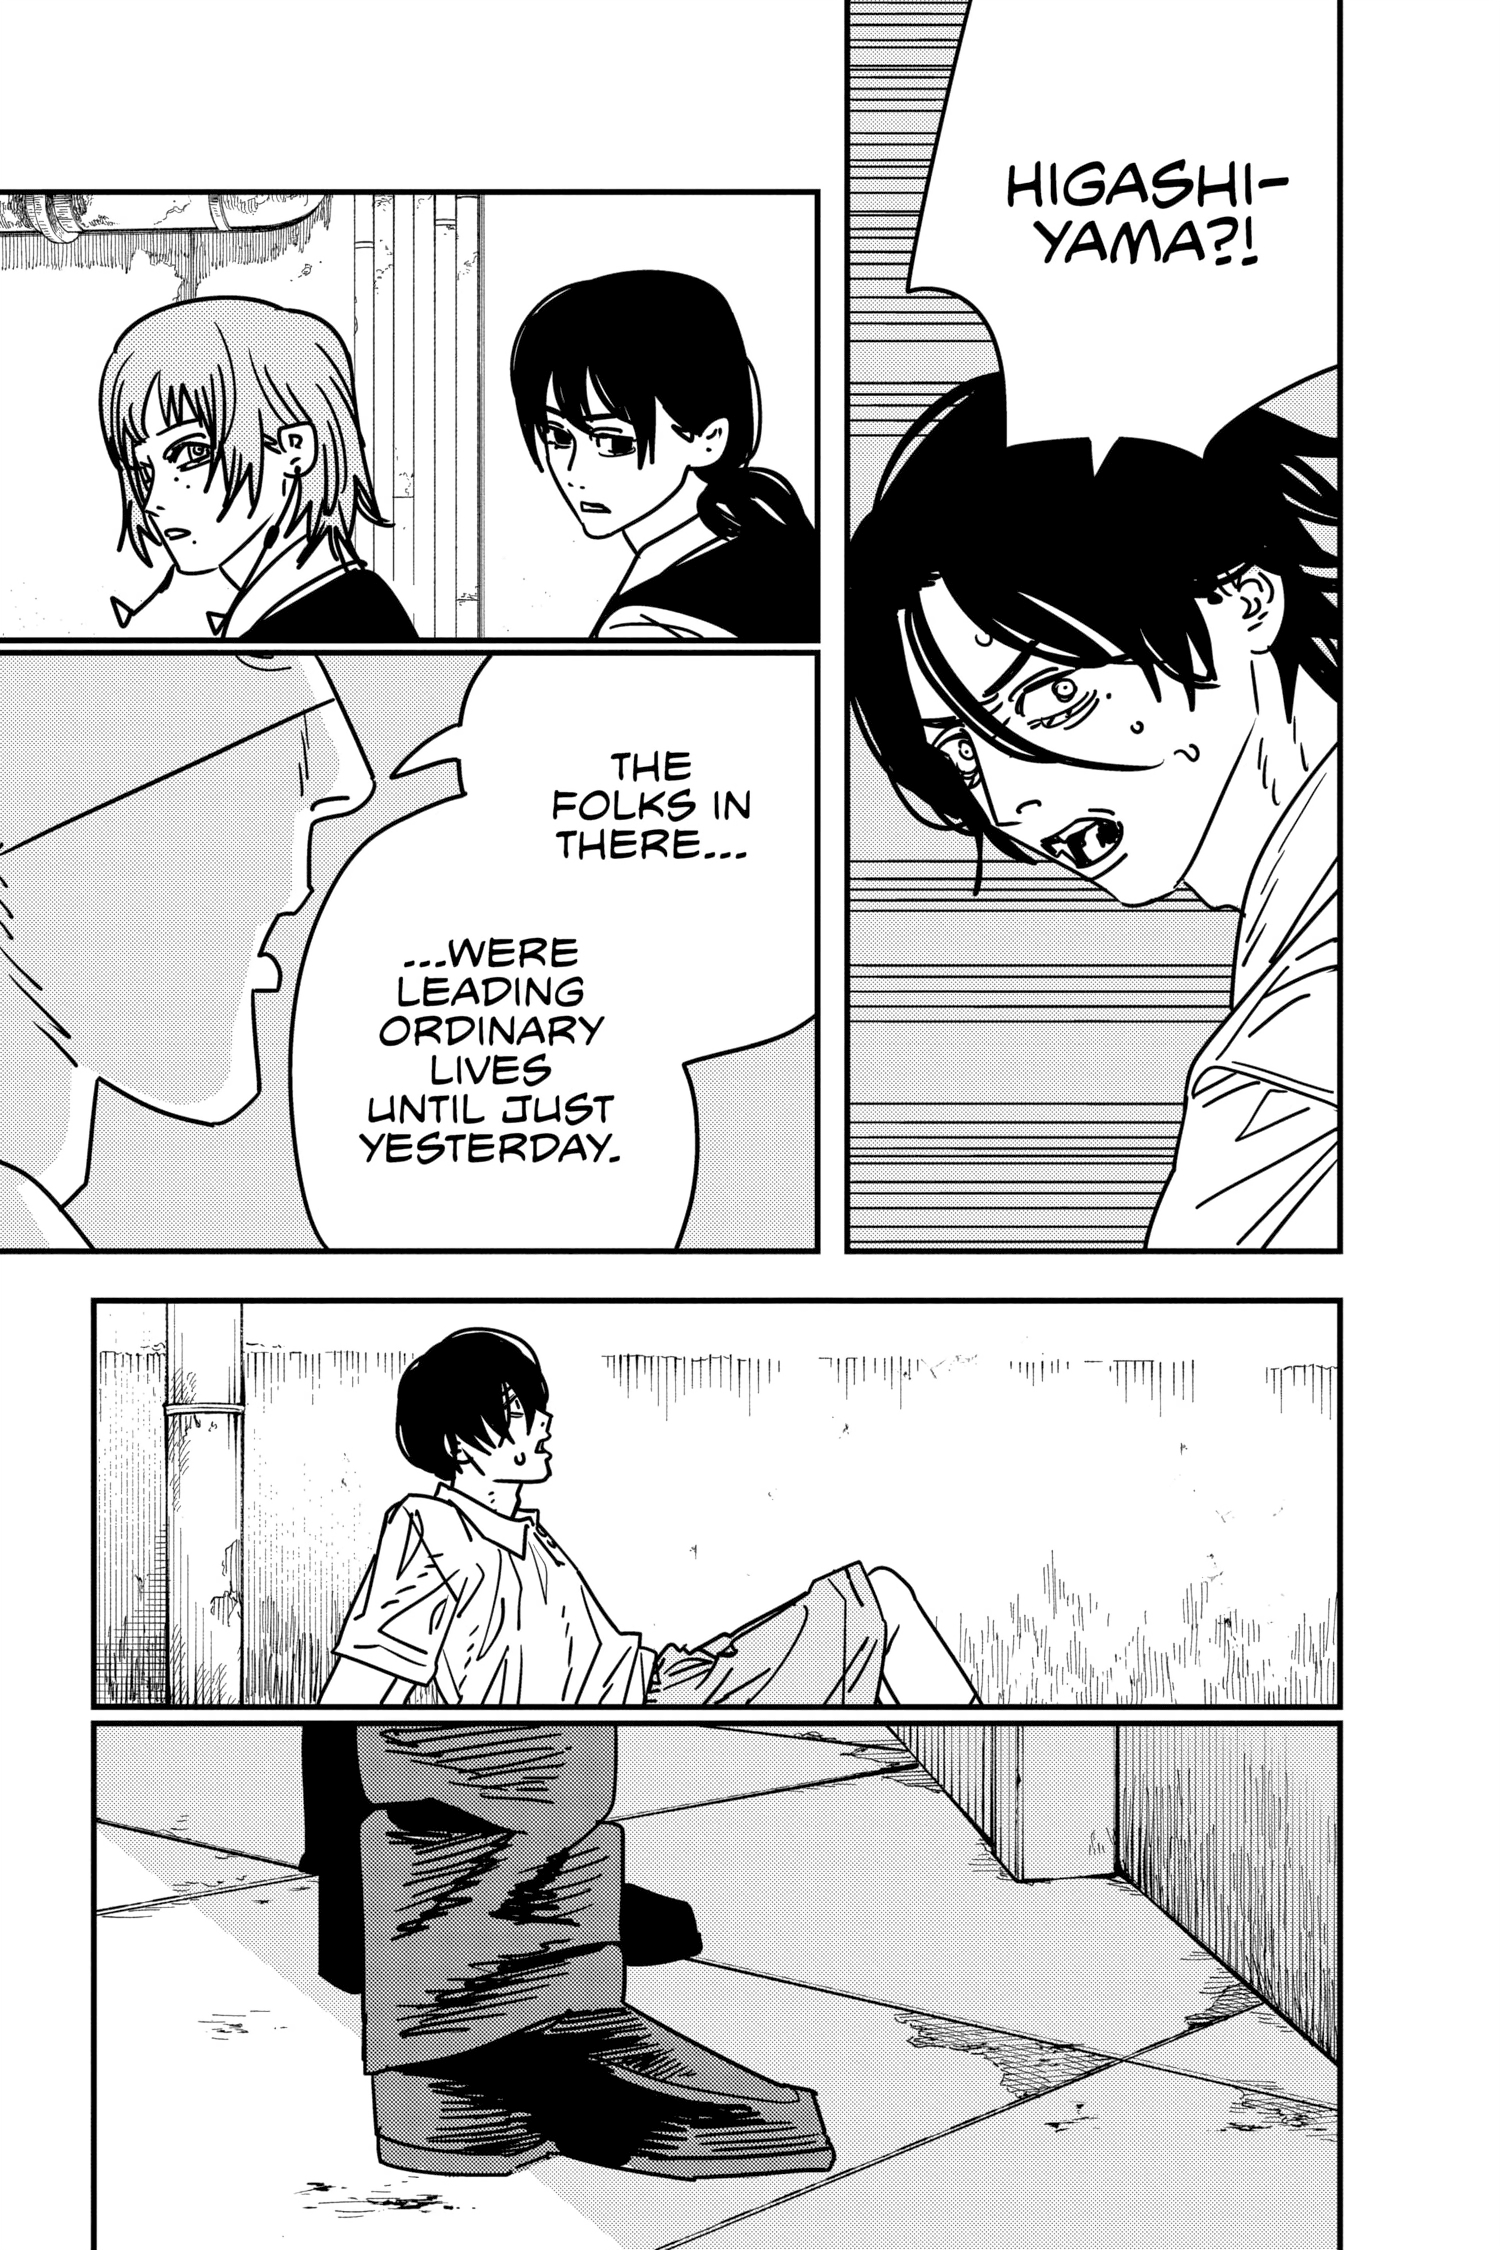 HIGASHI-
YAMA?!
THE
FOLKS IN
THERE...
...WERE
LEADING
ORDINARY
LIVES
UNTIL JUST
YESTERDAY.